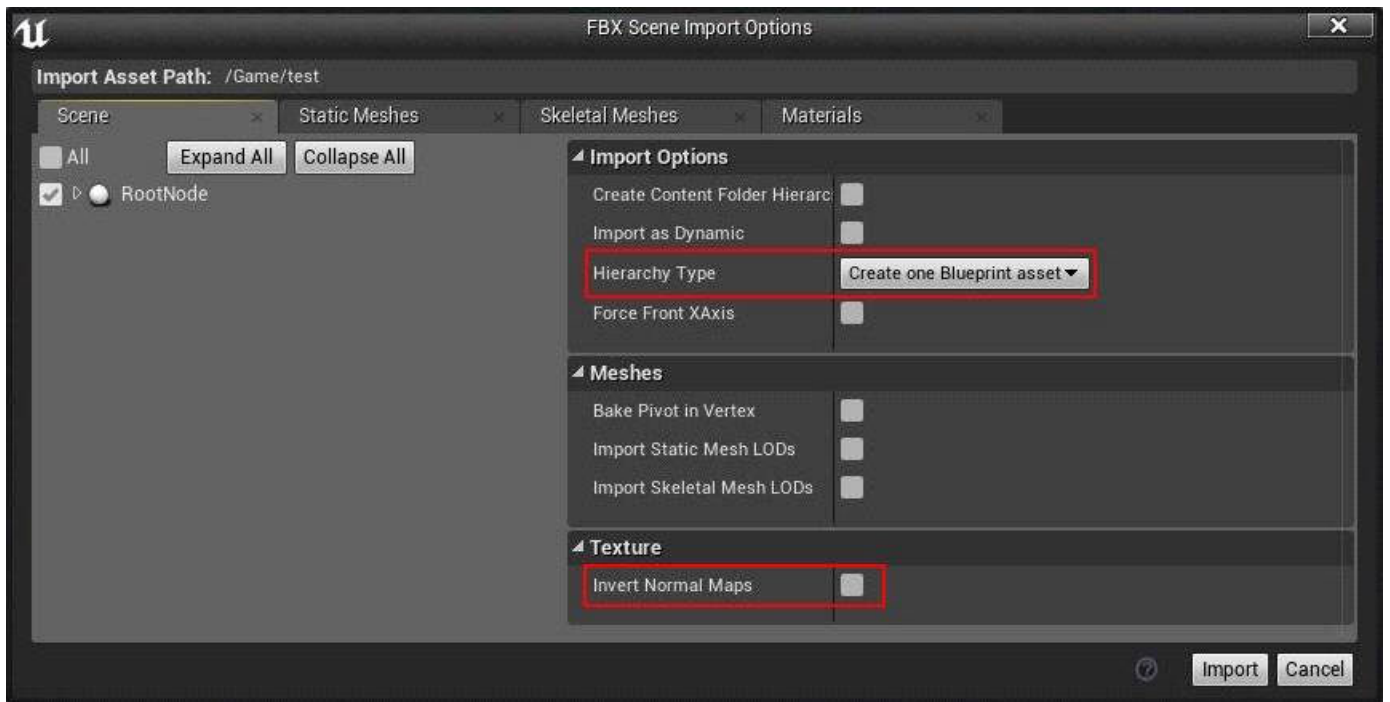 FBX Scene Import Options
Import Asset Path: /Game/test
Scene Static Meshes Skeletal Meshes Materials
All Expand All Collapse All
RootNode
Import Options
Create Content Folder Hierarc
Import as Dynamic
Hierarchy Type Create one Blueprint asset
Force Front XAxis
Meshes
Bake Pivot in Vertex
Import Static Mesh LODs
Import Skeletal Mesh LODs
Texture
Invert Normal Maps
Import Cancel